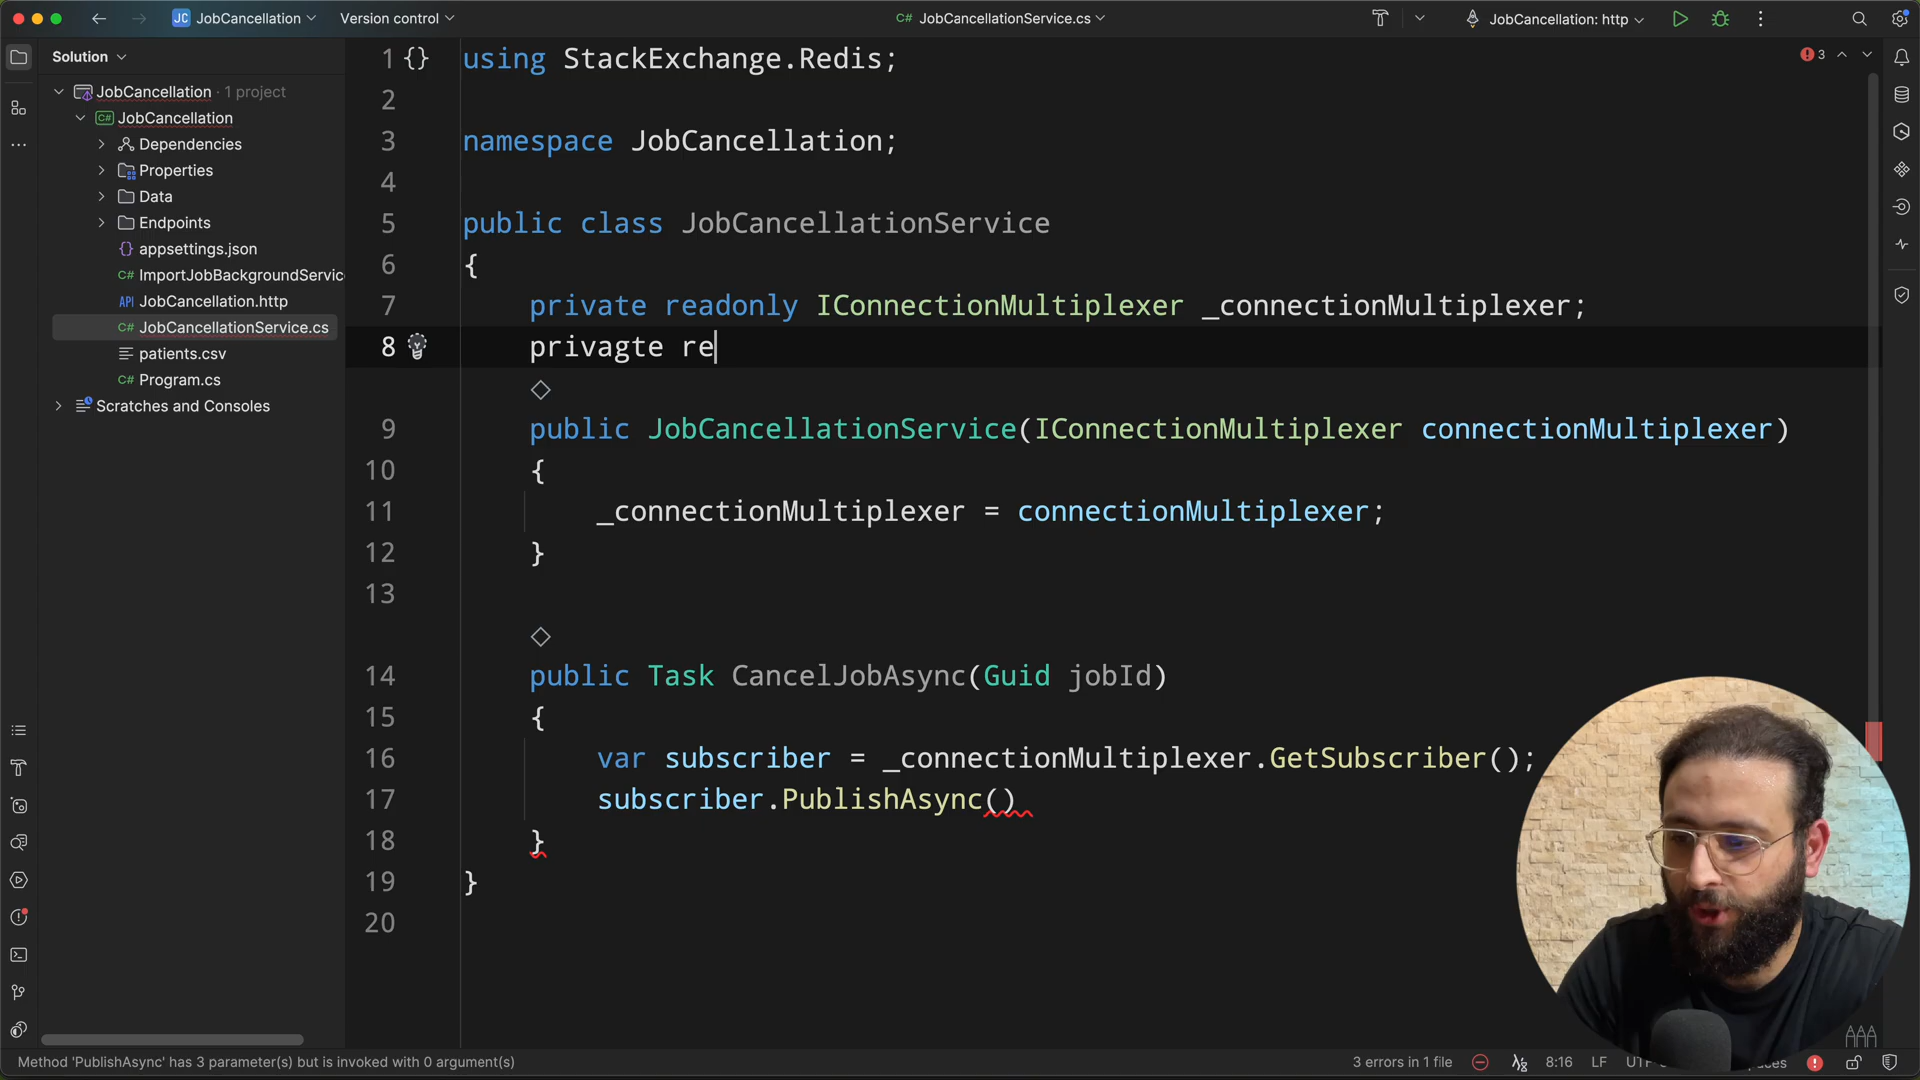 JC JobCancellation Version control
C# JobCancellationService.cs
JobCancellation: http
Solution
JobCancellation · 1 project
C# JobCancellation
Dependencies
Properties
Data
Endpoints
{} appsettings.json
C# ImportJobBackgroundServic
API JobCancellation.http
C# JobCancellationService.cs
patients.csv
C# Program.cs
Scratches and Consoles
3
1 {} using StackExchange.Redis;
2
3 namespace JobCancellation;
4
5 public class JobCancellationService
6 {
7 private readonly IConnectionMultiplexer _connectionMultiplexer;
8 privagte re
9 public JobCancellationService(IConnectionMultiplexer connectionMultiplexer)
10 {
11 _connectionMultiplexer = connectionMultiplexer;
12 }
13
14 public Task CancelJobAsync(Guid jobId)
15 {
16 var subscriber = _connectionMultiplexer.GetSubscriber();
17 subscriber.PublishAsync()
18 }
19 }
20
Method 'PublishAsync' has 3 parameter(s) but is invoked with 0 argument(s)
3 errors in 1 file 8:16 LF